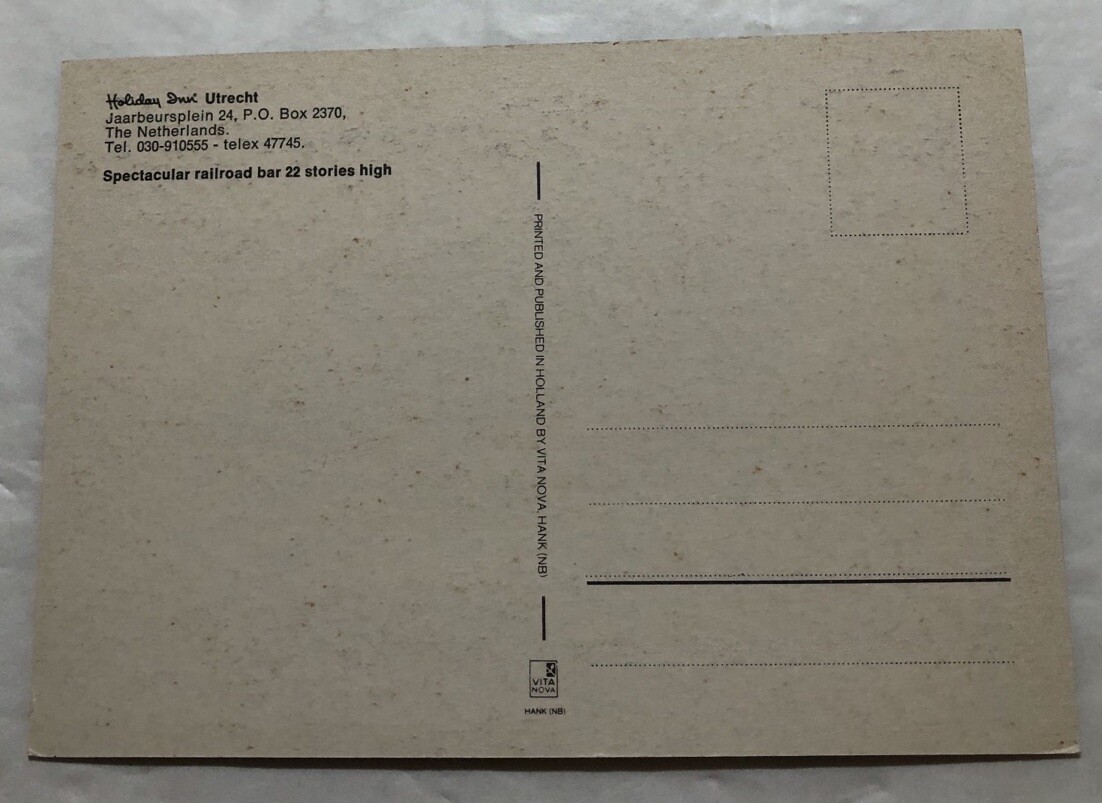 Holiday Inn Utrecht
Jaarbeursplein 24, P.O. Box 2370,
The Netherlands.
Tel. 030-910555 - telex 47745.
Spectacular railroad bar 22 stories high
PRINTED AND PUBLISHED IN HOLLAND BY VITA NOVA, HANK (NB)
VITA
NOVA
HANK (NB)